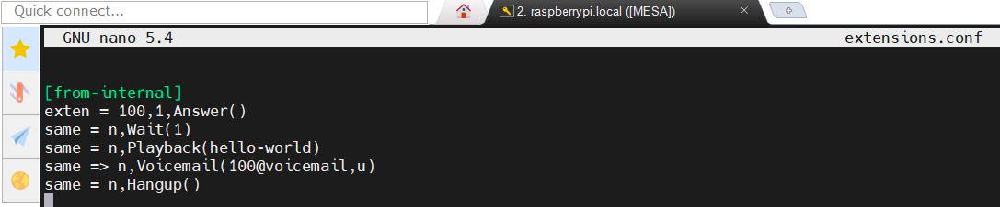 Quick connect...
2. raspberrypi.local ([MESA])
GNU nano 5.4 extensions.conf
[from-internal]
exten = 100,1,Answer()
same = n,Wait(1)
same = n,Playback(hello-world)
same => n,Voicemail(100@voicemail,u)
same = n,Hangup()